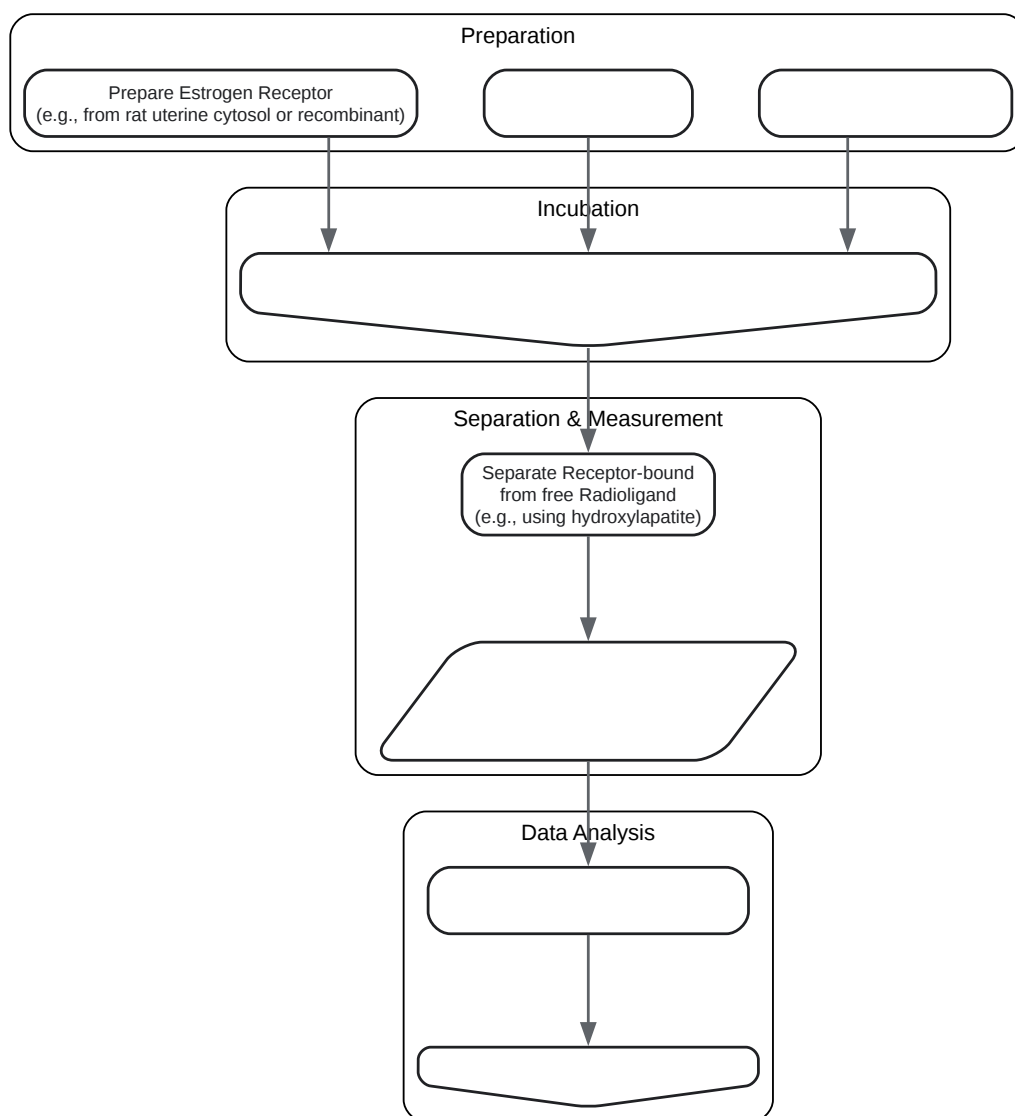 Preparation
Prepare Estrogen Receptor
(e.g., from rat uterine cytosol or recombinant)
Incubation
Separation & Measurement
Separate Receptor-bound
from free Radioligand
(e.g., using hydroxylapatite)
Data Analysis